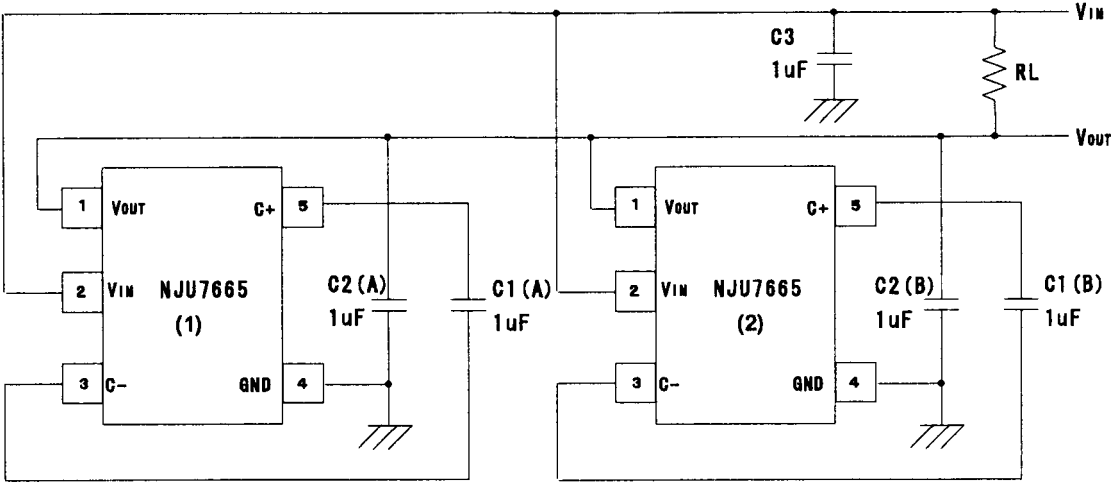 VIN
C3
1uF
RL
VOUT
1 VOUT C+ 5
1 VOUT C+ 5
2 VIN NJU7665
(1)
C2(A)
1uF
C1(A)
1uF
2 VIN NJU7665
(2)
C2(B)
1uF
C1(B)
1uF
3 C- GND 4
3 C- GND 4